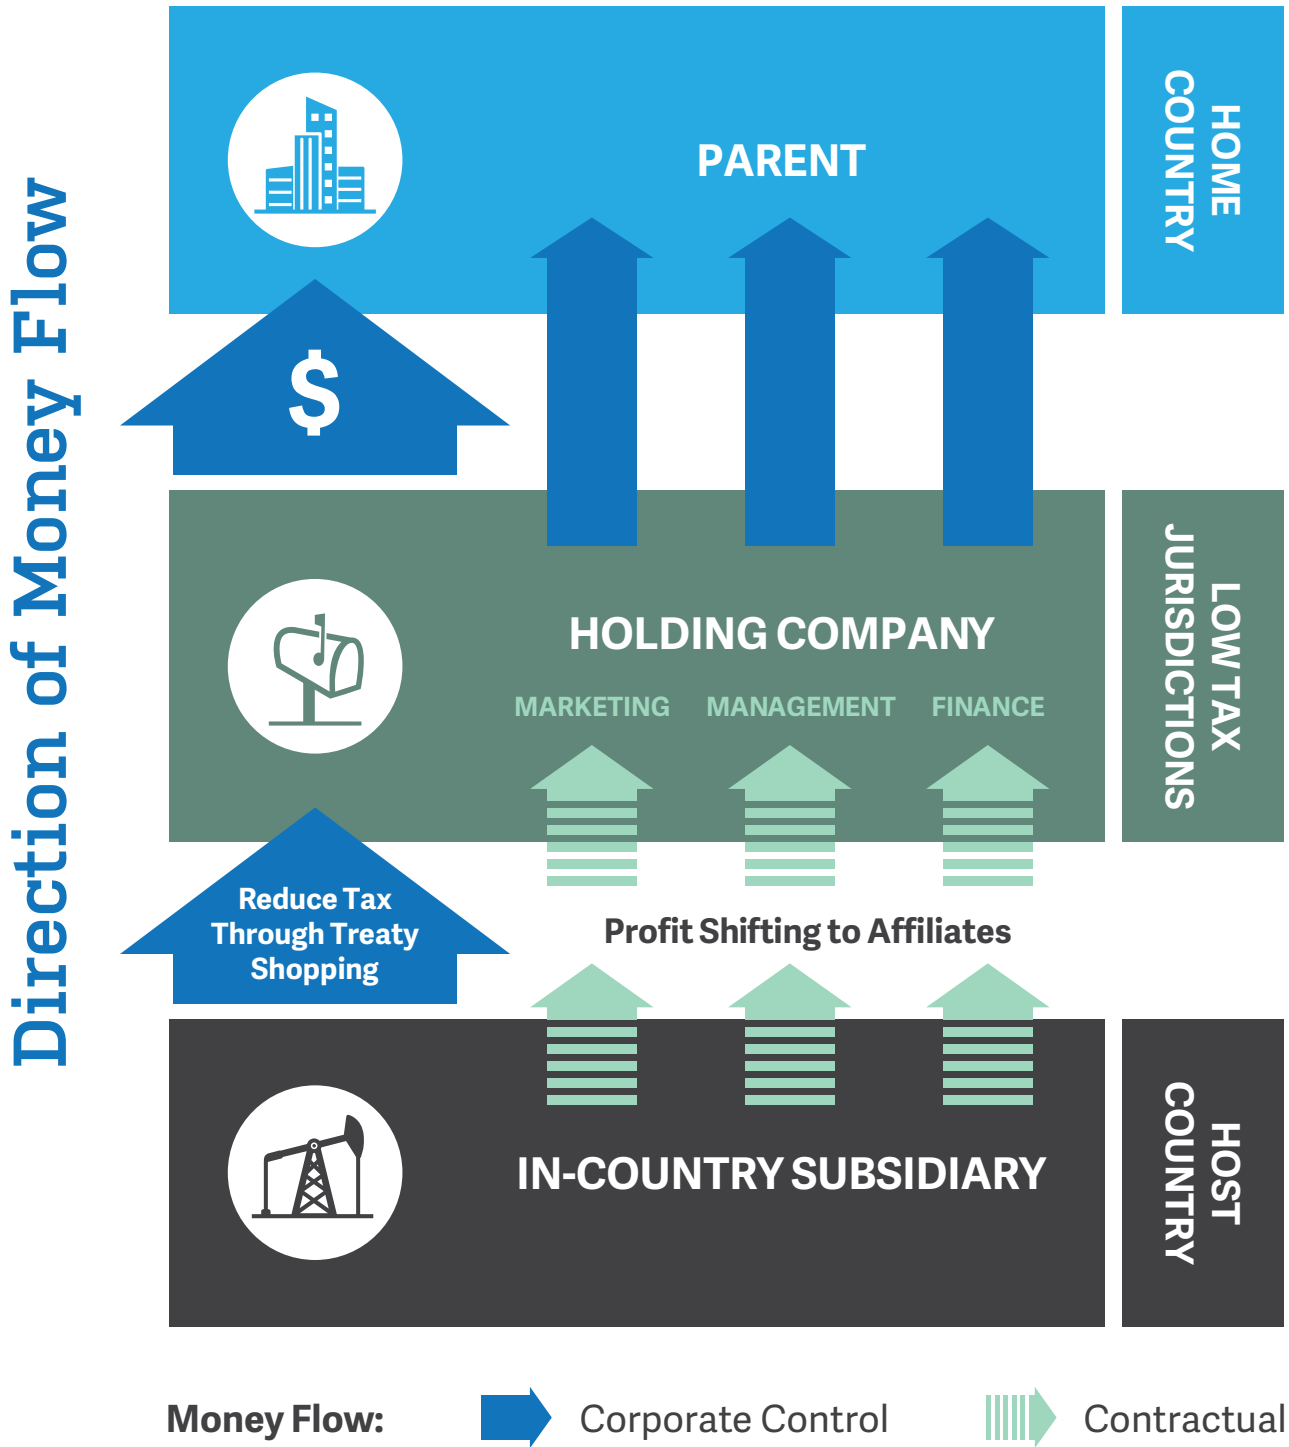 Direction of Money Flow
PARENT
HOME
COUNTRY
$
HOLDING COMPANY
MARKETING MANAGEMENT FINANCE
LOW TAX
JURISDICTIONS
Reduce Tax
Through Treaty
Shopping
Profit Shifting to Affiliates
IN-COUNTRY SUBSIDIARY
HOST
COUNTRY
Money Flow: Corporate Control Contractual